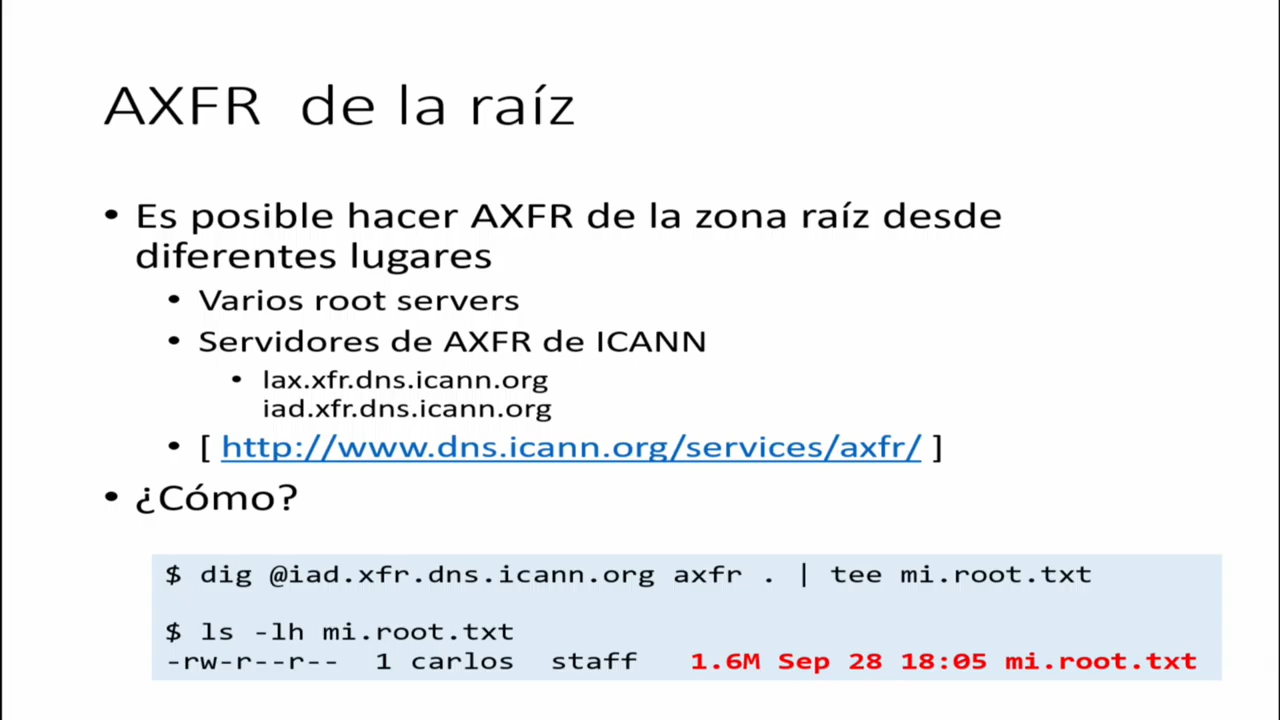 AXFR de la raíz
• Es posible hacer AXFR de la zona raíz desde
diferentes lugares
• Varios root servers
• Servidores de AXFR de ICANN
• lax.xfr.dns.icann.org
iad.xfr.dns.icann.org
• [ http://www.dns.icann.org/services/axfr/ ]
• ¿Cómo?
$ dig @iad.xfr.dns.icann.org axfr . | tee mi.root.txt
$ ls -lh mi.root.txt
-rw-r--r-- 1 carlos staff 1.6M Sep 28 18:05 mi.root.txt